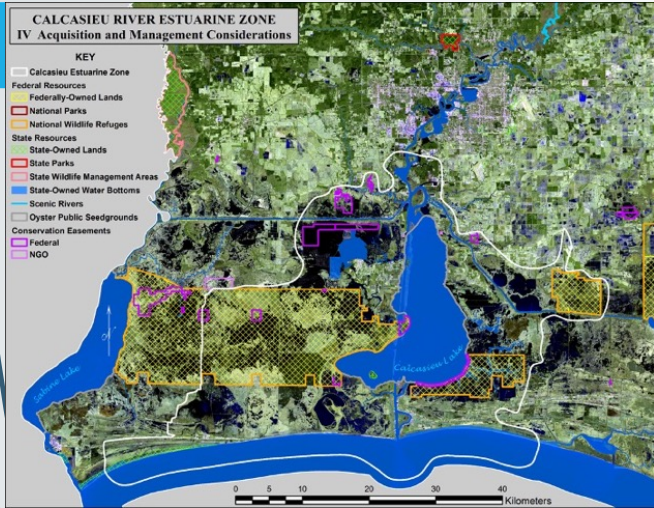 CALCASIEU RIVER ESTUARINE ZONE
IV Acquisition and Management Considerations
KEY
Calcasieu Estuarine Zone
Federal Resources
Federally-Owned Lands
National Parks
National Wildlife Refuges
State Resources
State-Owned Lands
State Parks
State Wildlife Management Areas
State-Owned Water Bottoms
Scenic Rivers
Oyster Public Seedgrounds
Conservation Easements
Federal
NGO
Sabine Lake
Calcasieu Lake
0 5 10 20 30 40
Kilometers